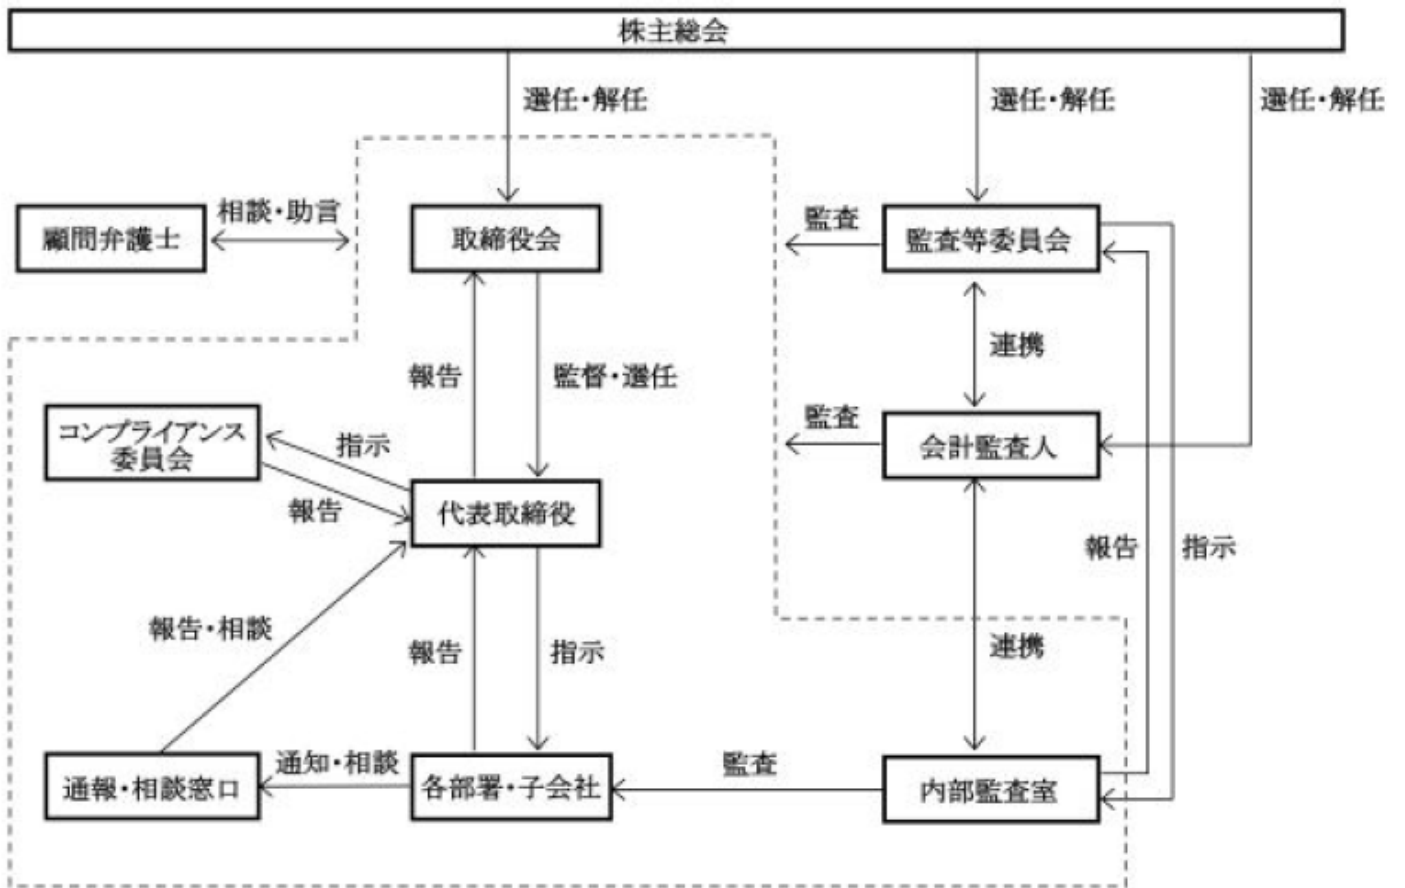 株主総会
選任・解任
選任・解任
選任・解任
顧問弁護士
相談・助言
取締役会
監査
監査等委員会
報告
監督・選任
連携
コンプライアンス
委員会
指示
報告
代表取締役
監査
会計監査人
報告
指示
報告・相談
報告
指示
連携
通報・相談窓口
通知・相談
各部署・子会社
監査
内部監査室